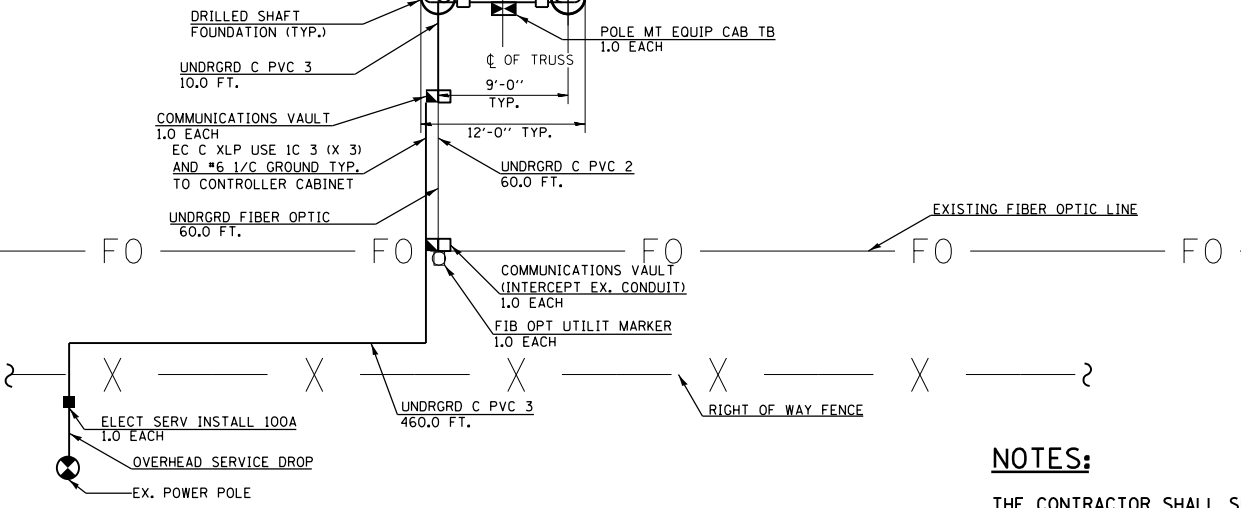 DRILLED SHAFT
FOUNDATION (TYP.)
POLE MT EQUIP CAB TB
1.0 EACH
℄ OF TRUSS
UNDRGRD C PVC 3
10.0 FT.
9'-0''
TYP.
COMMUNICATIONS VAULT
1.0 EACH
12'-0'' TYP.
EC C XLP USE 1C 3 (X 3)
AND #6 1/C GROUND TYP.
TO CONTROLLER CABINET
UNDRGRD C PVC 2
60.0 FT.
UNDRGRD FIBER OPTIC
60.0 FT.
EXISTING FIBER OPTIC LINE
FO FO FO FO FO
COMMUNICATIONS VAULT
(INTERCEPT EX. CONDUIT)
1.0 EACH
FIB OPT UTILIT MARKER
1.0 EACH
X X X X X
UNDRGRD C PVC 3
460.0 FT.
RIGHT OF WAY FENCE
ELECT SERV INSTALL 100A
1.0 EACH
OVERHEAD SERVICE DROP
EX. POWER POLE
NOTES:
THE CONTRACTOR SHALL S